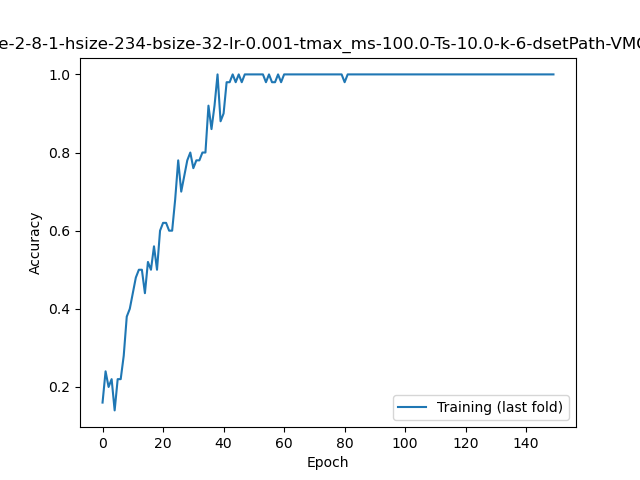 e-2-8-1-hsize-234-bsize-32-lr-0.001-tmax_ms-100.0-Ts-10.0-k-6-dsetPath-VMC
1.0
0.8
0.6
0.4
0.2
Accuracy
Training (last fold)
0 20 40 60 80 100 120 140
Epoch